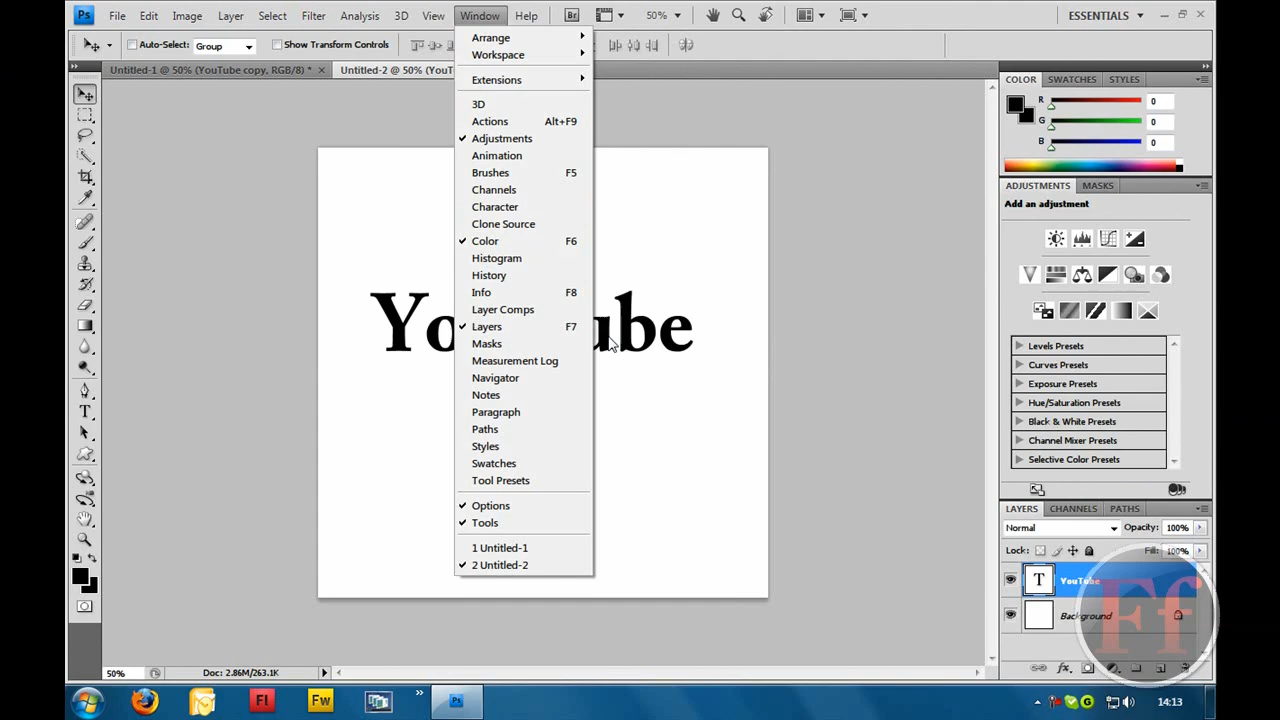 Ps File Edit Image Layer Select Filter Analysis 3D View Window Help Br 50% ESSENTIALS
Auto-Select: Group Show Transform Controls
Untitled-1 @ 50% (YouTube copy, RGB/8) * × Untitled-2 @ 50% (YouT
Arrange
Workspace
Extensions
3D
Actions Alt+F9
Adjustments
Animation
Brushes F5
Channels
Character
Clone Source
Color F6
Histogram
History
Info F8
Layer Comps
Layers F7
Masks
Measurement Log
Navigator
Notes
Paragraph
Paths
Styles
Swatches
Tool Presets
Options
Tools
1 Untitled-1
2 Untitled-2
Yo ube
COLOR SWATCHES STYLES
R 0
G 0
B 0
ADJUSTMENTS MASKS
Add an adjustment
Levels Presets
Curves Presets
Exposure Presets
Hue/Saturation Presets
Black & White Presets
Channel Mixer Presets
Selective Color Presets
LAYERS CHANNELS PATHS
Normal Opacity: 100%
Lock: Fill: 100%
T YouTube
Background
Ff
fx
T
50% Doc: 2.86M/263.1K
Fl Fw » Ps G 14:13